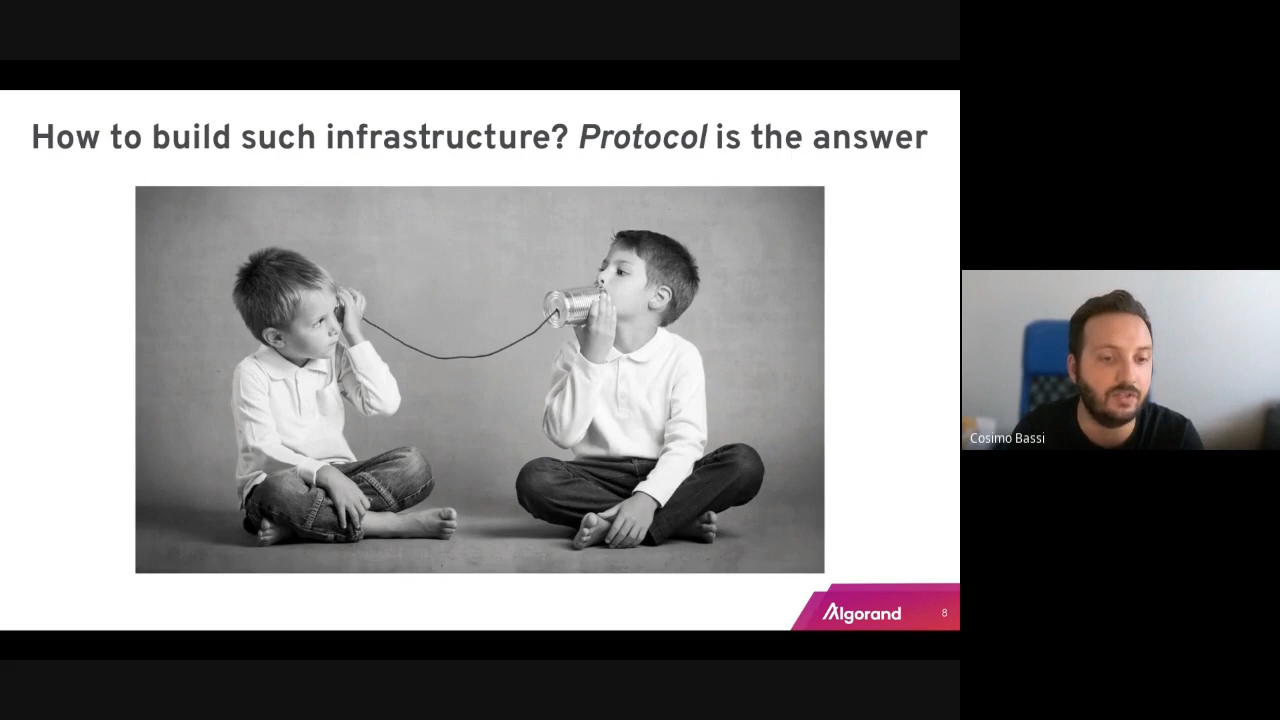 How to build such infrastructure? Protocol is the answer
Algorand
8
Cosimo Bassi